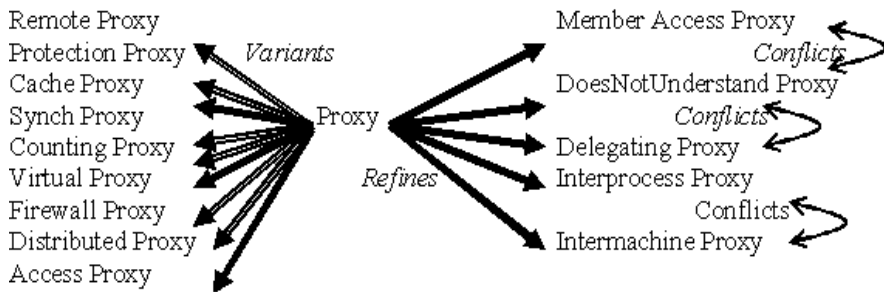 Remote Proxy
Protection Proxy
Cache Proxy
Synch Proxy
Counting Proxy
Virtual Proxy
Firewall Proxy
Distributed Proxy
Access Proxy
Variants
Proxy
Refines
Member Access Proxy
Conflicts
DoesNotUnderstand Proxy
Conflicts
Delegating Proxy
Interprocess Proxy
Conflicts
Intermachine Proxy